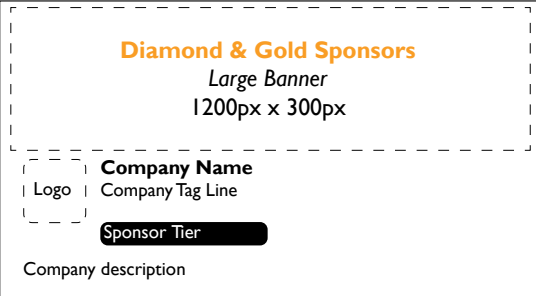 Diamond & Gold Sponsors
Large Banner
1200px x 300px
Logo
Company Name
Company Tag Line
Sponsor Tier
Company description